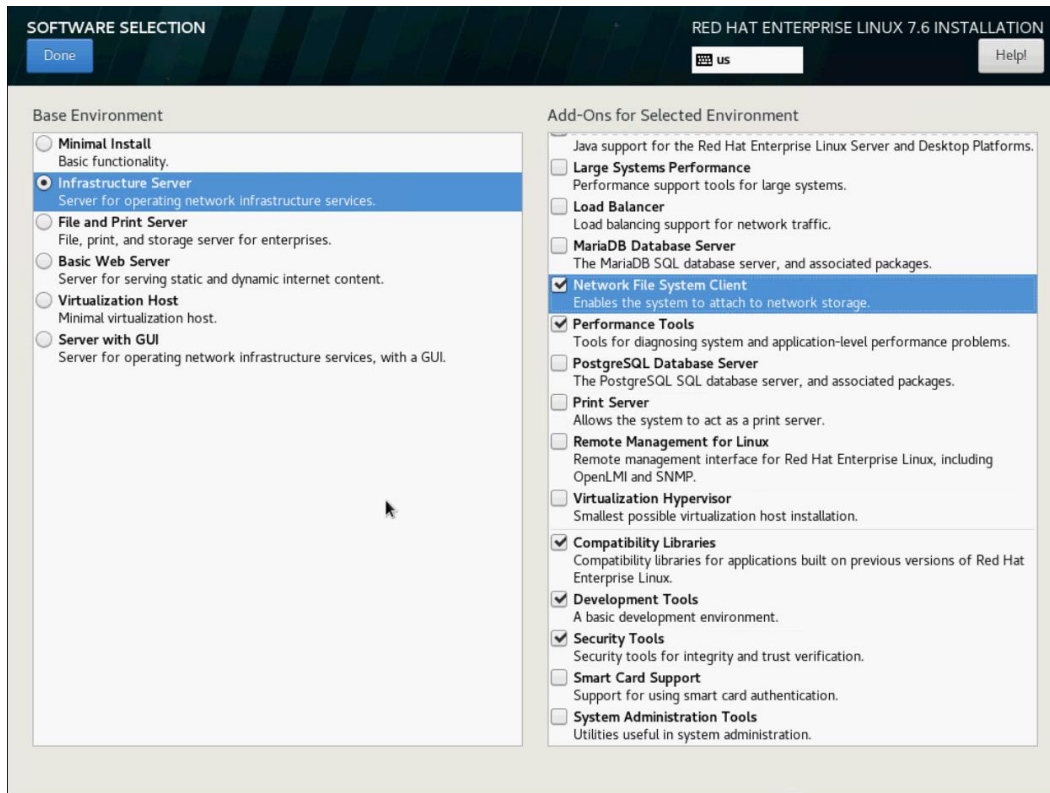 SOFTWARE SELECTION
RED HAT ENTERPRISE LINUX 7.6 INSTALLATION
Done
us
Help!
Base Environment
Minimal Install
Basic functionality.
Infrastructure Server
Server for operating network infrastructure services.
File and Print Server
File, print, and storage server for enterprises.
Basic Web Server
Server for serving static and dynamic internet content.
Virtualization Host
Minimal virtualization host.
Server with GUI
Server for operating network infrastructure services, with a GUI.
Add-Ons for Selected Environment
Java support for the Red Hat Enterprise Linux Server and Desktop Platforms.
Large Systems Performance
Performance support tools for large systems.
Load Balancer
Load balancing support for network traffic.
MariaDB Database Server
The MariaDB SQL database server, and associated packages.
Network File System Client
Enables the system to attach to network storage.
Performance Tools
Tools for diagnosing system and application-level performance problems.
PostgreSQL Database Server
The PostgreSQL SQL database server, and associated packages.
Print Server
Allows the system to act as a print server.
Remote Management for Linux
Remote management interface for Red Hat Enterprise Linux, including
OpenLMI and SNMP.
Virtualization Hypervisor
Smallest possible virtualization host installation.
Compatibility Libraries
Compatibility libraries for applications built on previous versions of Red Hat
Enterprise Linux.
Development Tools
A basic development environment.
Security Tools
Security tools for integrity and trust verification.
Smart Card Support
Support for using smart card authentication.
System Administration Tools
Utilities useful in system administration.